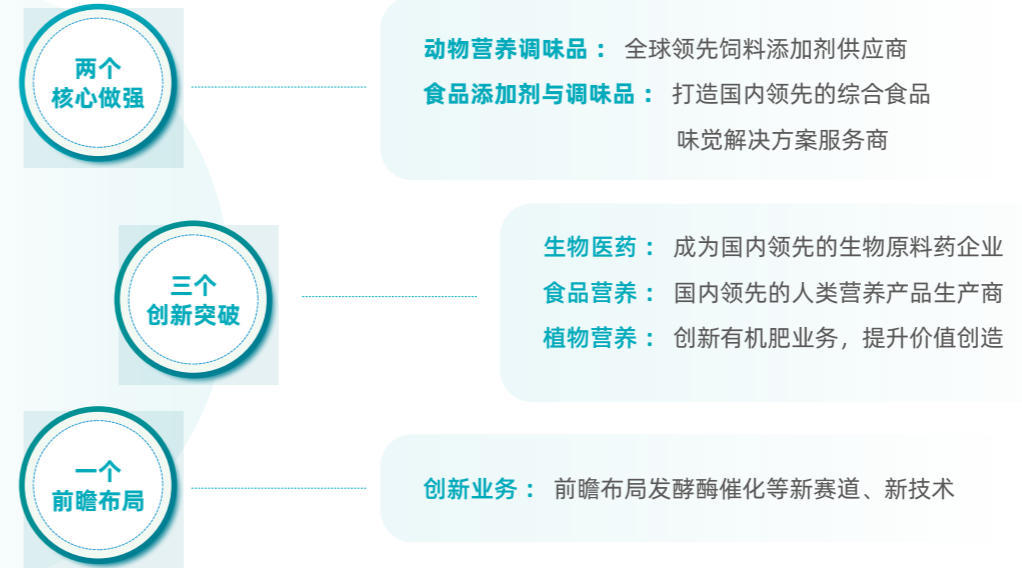 两个
核心做强
动物营养调味品： 全球领先饲料添加剂供应商
食品添加剂与调味品： 打造国内领先的综合食品
味觉解决方案服务商
三个
创新突破
生物医药： 成为国内领先的生物原料药企业
食品营养： 国内领先的人类营养产品生产商
植物营养： 创新有机肥业务，提升价值创造
一个
前瞻布局
创新业务： 前瞻布局发酵酶催化等新赛道、新技术